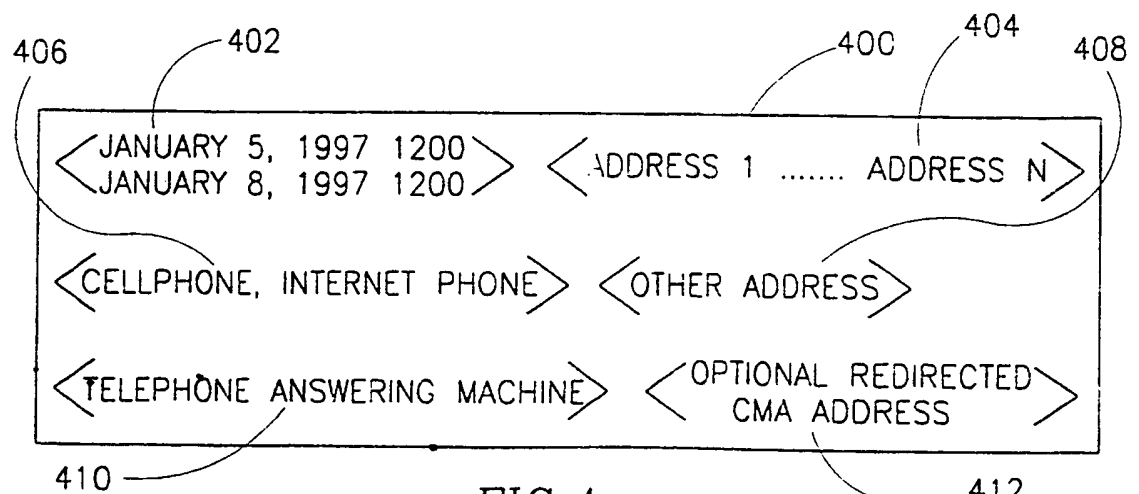 406 402 400 404 408
<JANUARY 5, 1997 1200
JANUARY 8, 1997 1200> <ADDRESS 1 ....... ADDRESS N>
<CELLPHONE, INTERNET PHONE> <OTHER ADDRESS>
<TELEPHONE ANSWERING MACHINE> <OPTIONAL REDIRECTED
CMA ADDRESS>
410 412